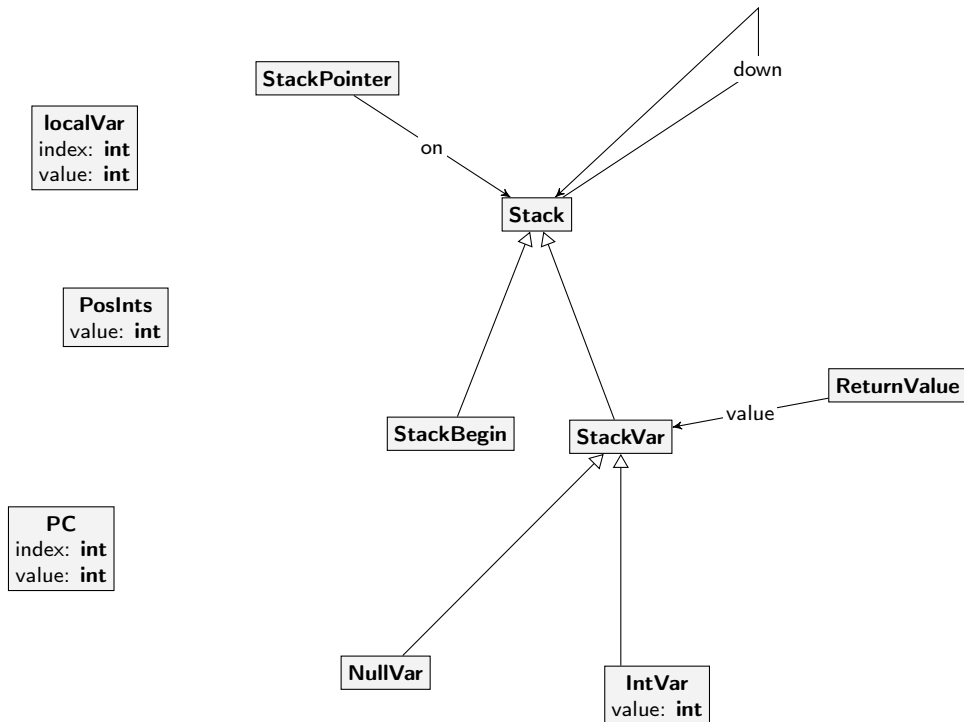 down
StackPointer
localVar
index: int
value: int
on
Stack
PosInts
value: int
ReturnValue
value
StackBegin
StackVar
PC
index: int
value: int
NullVar
IntVar
value: int